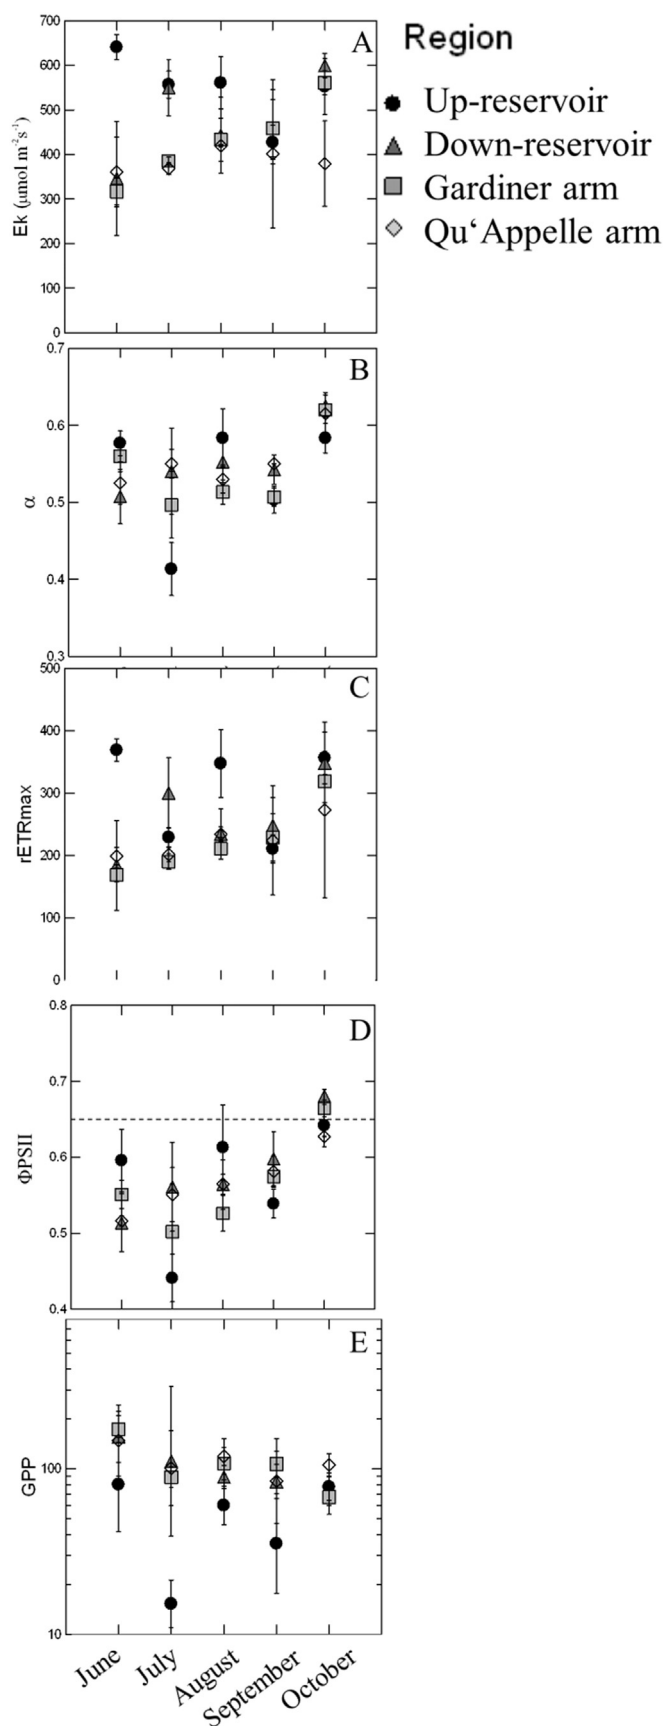 A
Region
Up-reservoir
Down-reservoir
Gardiner arm
Qu‘Appelle arm
Ek (µmol m⁻² s⁻¹)
700
600
500
400
300
200
100
0
B
α
0.7
0.6
0.5
0.4
0.3
C
rETRmax
500
400
300
200
100
0
D
ΦPSII
0.8
0.7
0.6
0.5
0.4
E
GPP
100
10
June
July
August
September
October